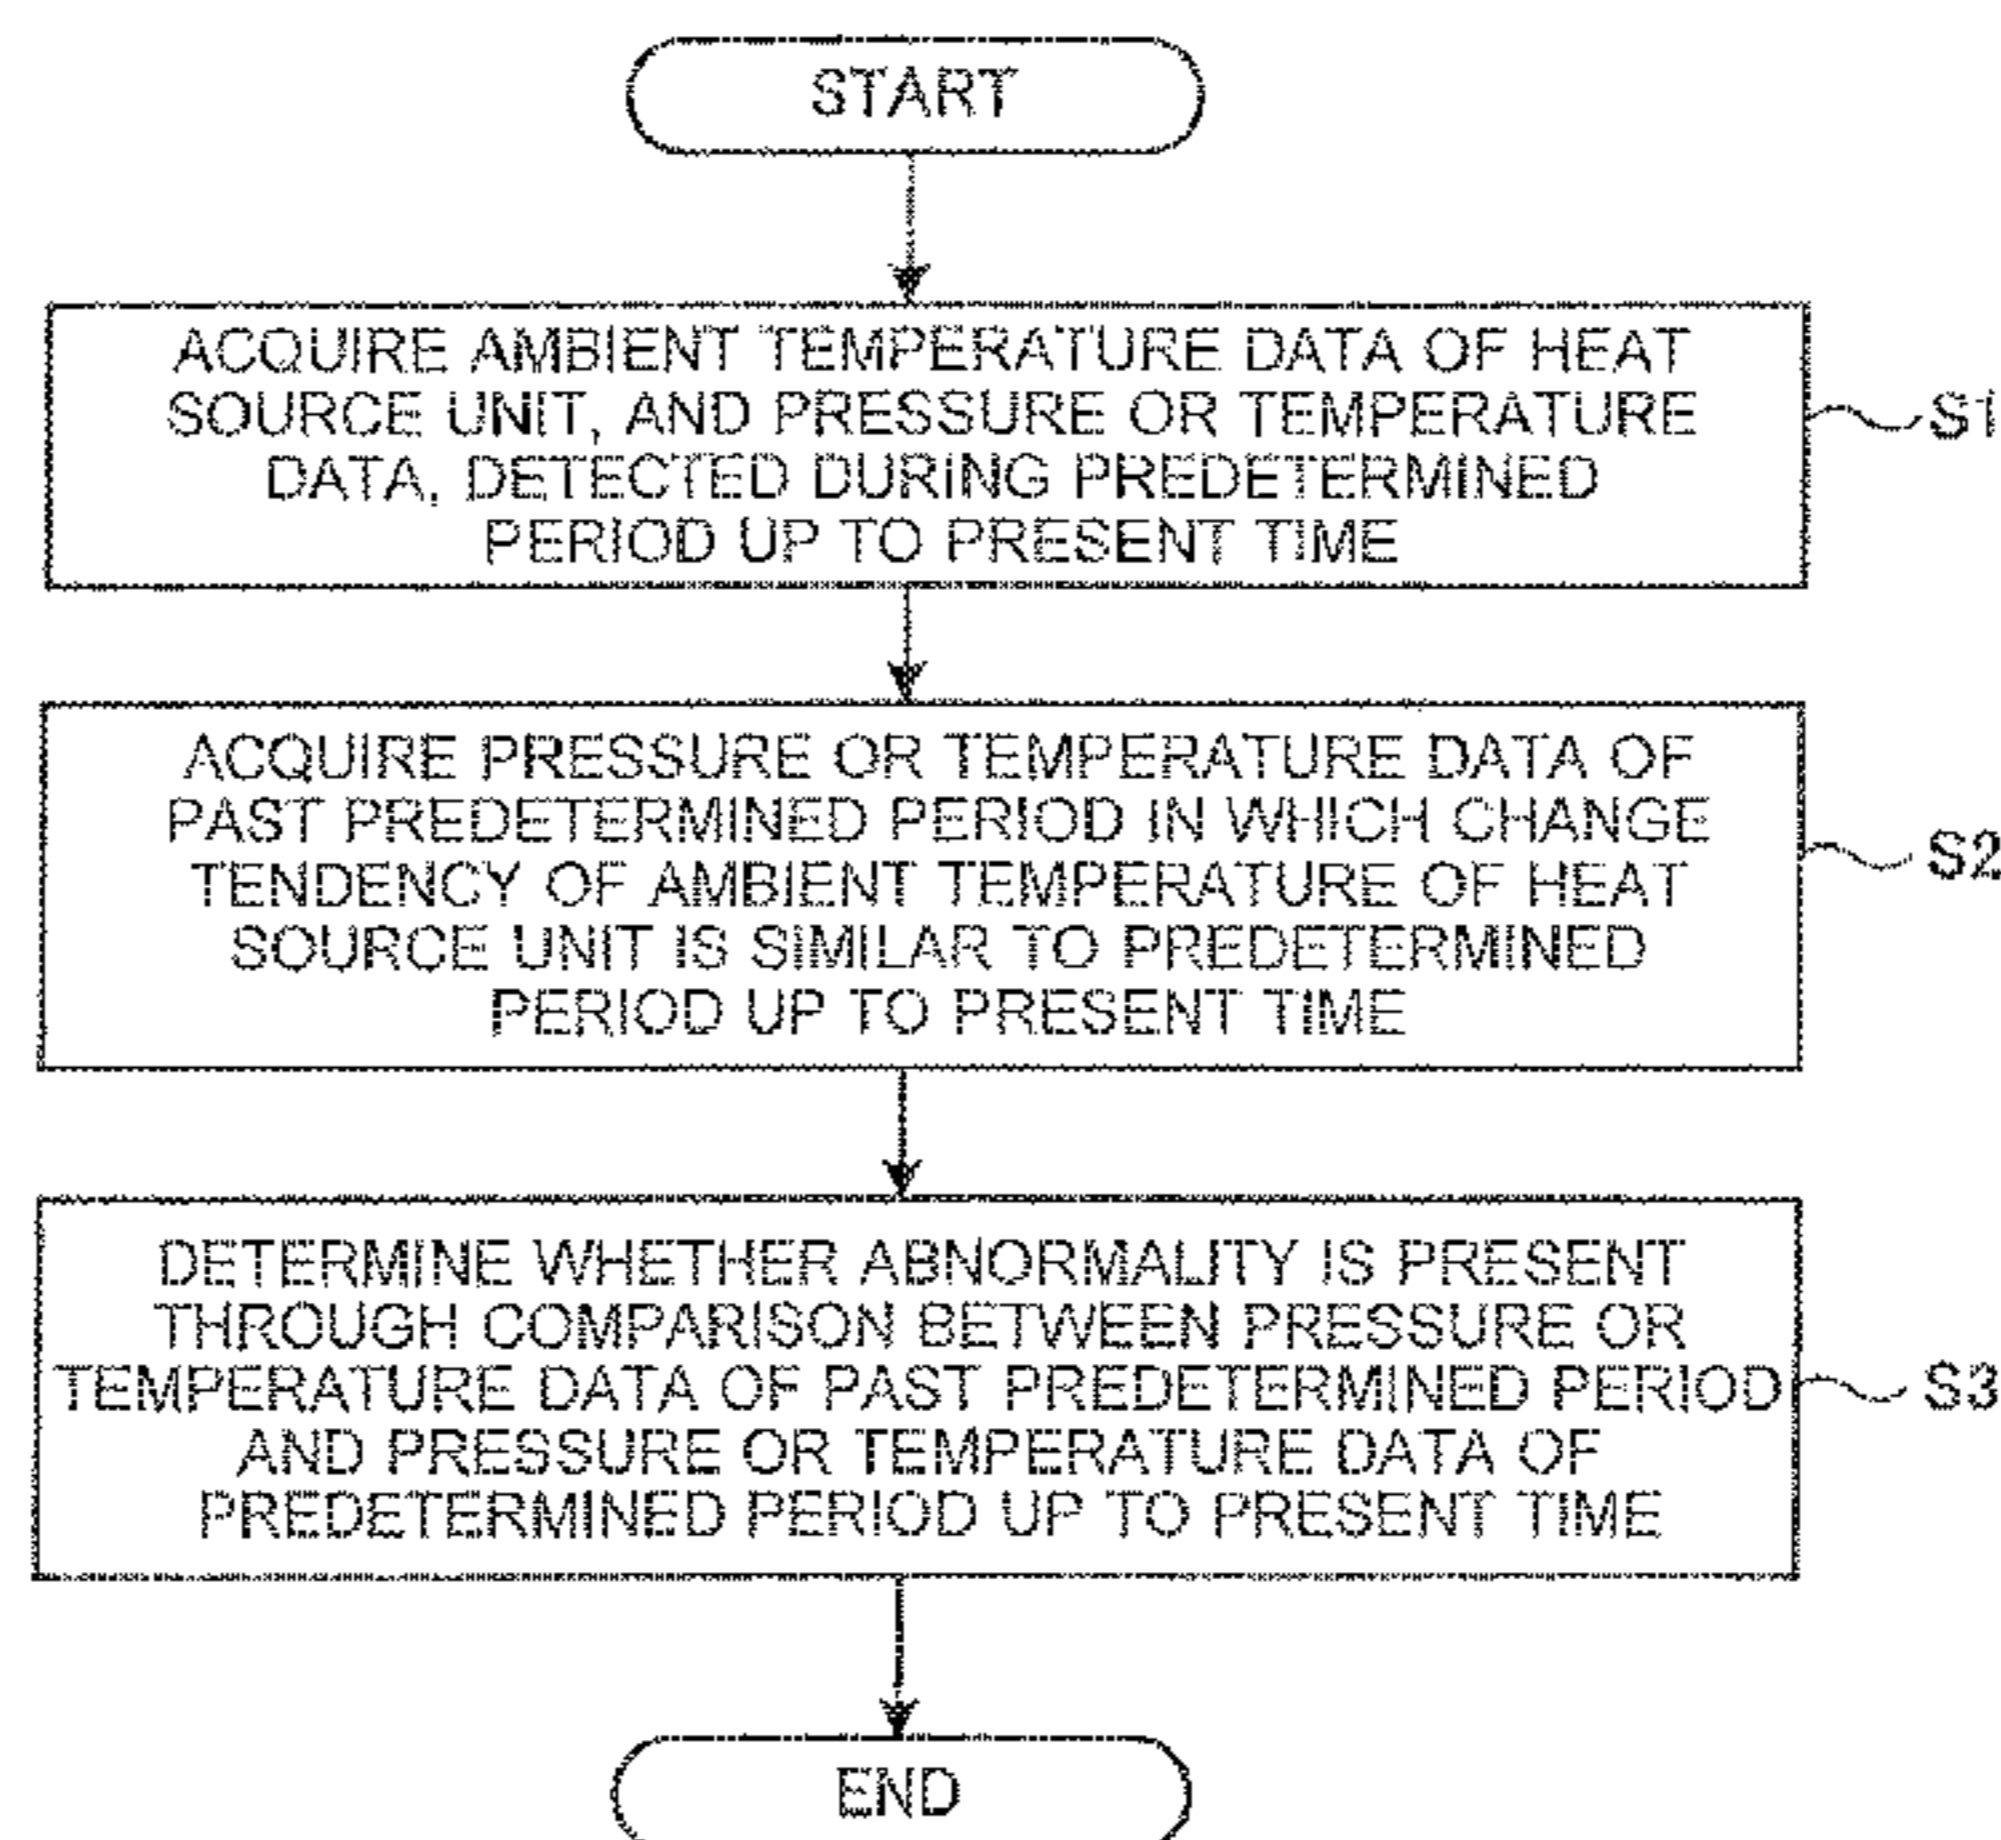 START
ACQUIRE AMBIENT TEMPERATURE DATA OF HEAT
SOURCE UNIT, AND PRESSURE OR TEMPERATURE
DATA, DETECTED DURING PREDETERMINED
PERIOD UP TO PRESENT TIME
S1
ACQUIRE PRESSURE OR TEMPERATURE DATA OF
PAST PREDETERMINED PERIOD IN WHICH CHANGE
TENDENCY OF AMBIENT TEMPERATURE OF HEAT
SOURCE UNIT IS SIMILAR TO PREDETERMINED
PERIOD UP TO PRESENT TIME
S2
DETERMINE WHETHER ABNORMALITY IS PRESENT
THROUGH COMPARISON BETWEEN PRESSURE OR
TEMPERATURE DATA OF PAST PREDETERMINED PERIOD
AND PRESSURE OR TEMPERATURE DATA OF
PREDETERMINED PERIOD UP TO PRESENT TIME
S3
END